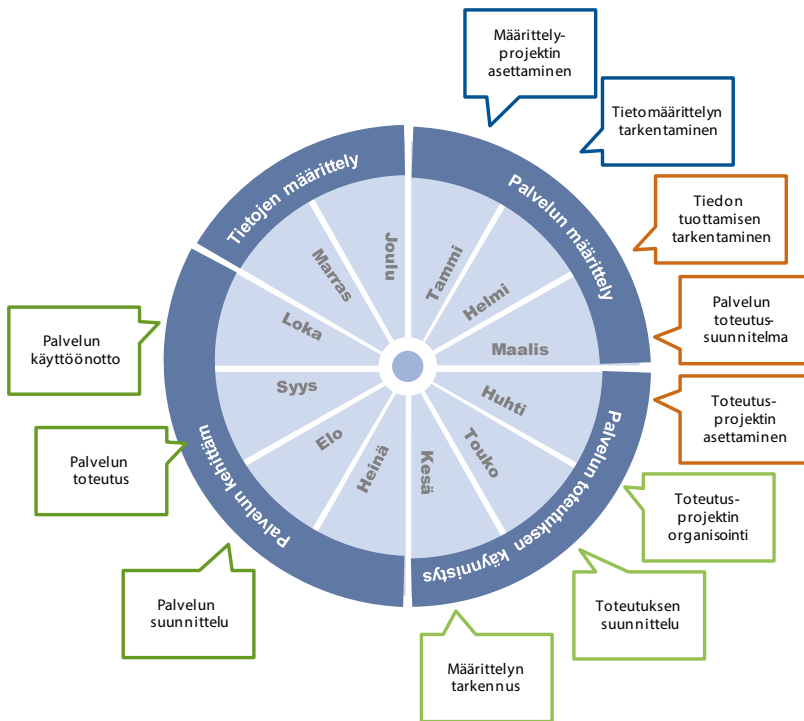 Määrittely-
projektin
asettaminen
Tietomäärittelyn
tarkentaminen
Tiedon
tuottamisen
tarkentaminen
Palvelun
toteutus-
suunnitelma
Toteutus-
projektin
asettaminen
Toteutus-
projektin
organisointi
Toteutuksen
suunnittelu
Määrittelyn
tarkennus
Palvelun
suunnittelu
Palvelun
toteutus
Palvelun
käyttöönotto
Tietojen määrittely
Palvelun määrittely
Palvelun toteutuksen käynnistys
Palvelun kehittäm
Tammi
Helmi
Maalis
Huhti
Touko
Kesä
Heinä
Elo
Syys
Loka
Marras
Joulu